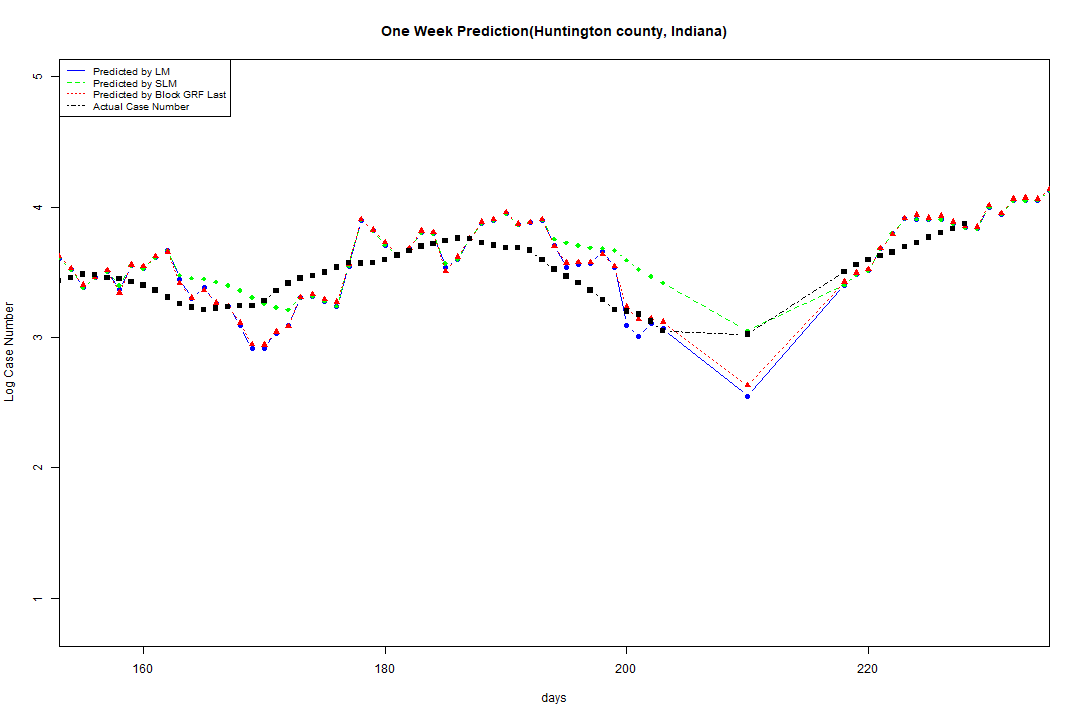 One Week Prediction(Huntington county, Indiana)
Predicted by LM
Predicted by SLM
Predicted by Block GRF Last
Actual Case Number
5
4
3
2
1
Log Case Number
160 180 200 220
days